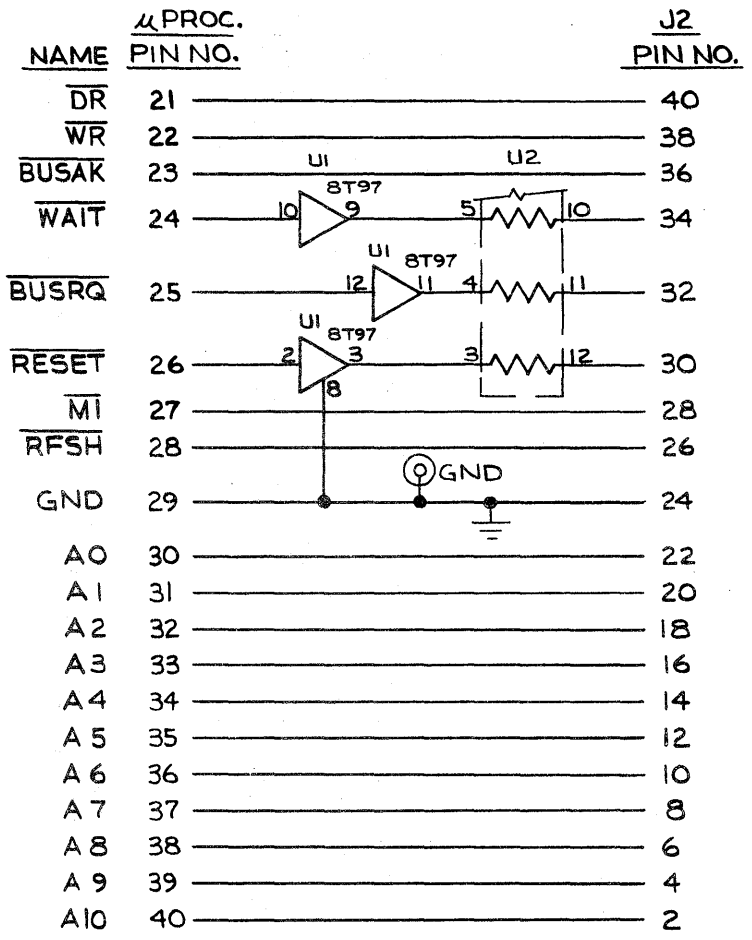 μPROC. J2
NAME PIN NO. PIN NO.
DR 21 40
WR 22 38
BUSAK 23 36
U1 U2
8T97
WAIT 24 10 9 5 10 34
U1
8T97
BUSRQ 25 12 11 4 11 32
U1
8T97
RESET 26 2 3 3 12 30
8
M1 27 28
RFSH 28 26
GND
GND 29 24
A0 30 22
A1 31 20
A2 32 18
A3 33 16
A4 34 14
A5 35 12
A6 36 10
A7 37 8
A8 38 6
A9 39 4
A10 40 2